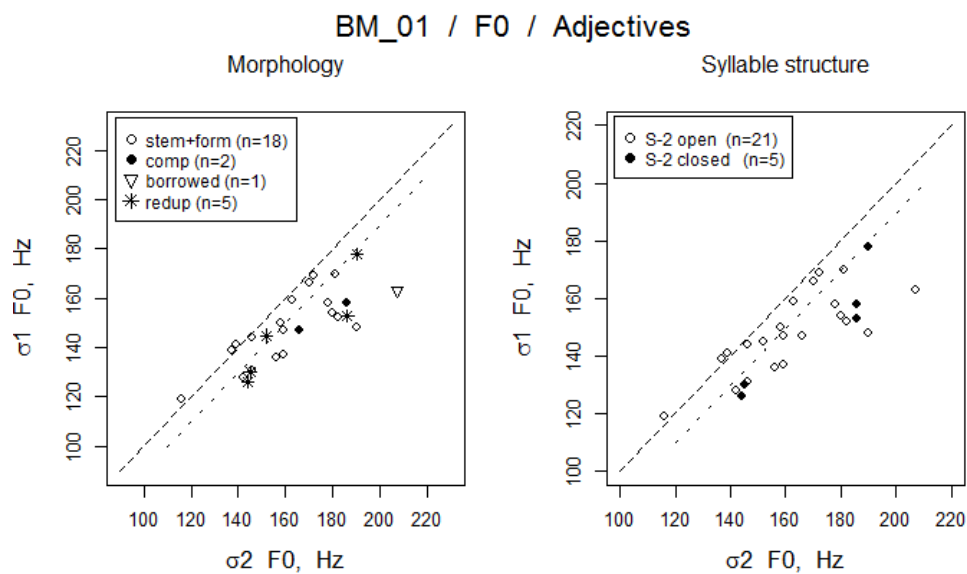 BM_01 / F0 / Adjectives
Morphology
stem+form (n=18)
comp (n=2)
borrowed (n=1)
redup (n=5)
σ1 F0, Hz
100 120 140 160 180 200 220
100 120 140 160 180 200 220
σ2 F0, Hz
Syllable structure
S-2 open (n=21)
S-2 closed (n=5)
σ1 F0, Hz
100 120 140 160 180 200 220
100 120 140 160 180 200 220
σ2 F0, Hz